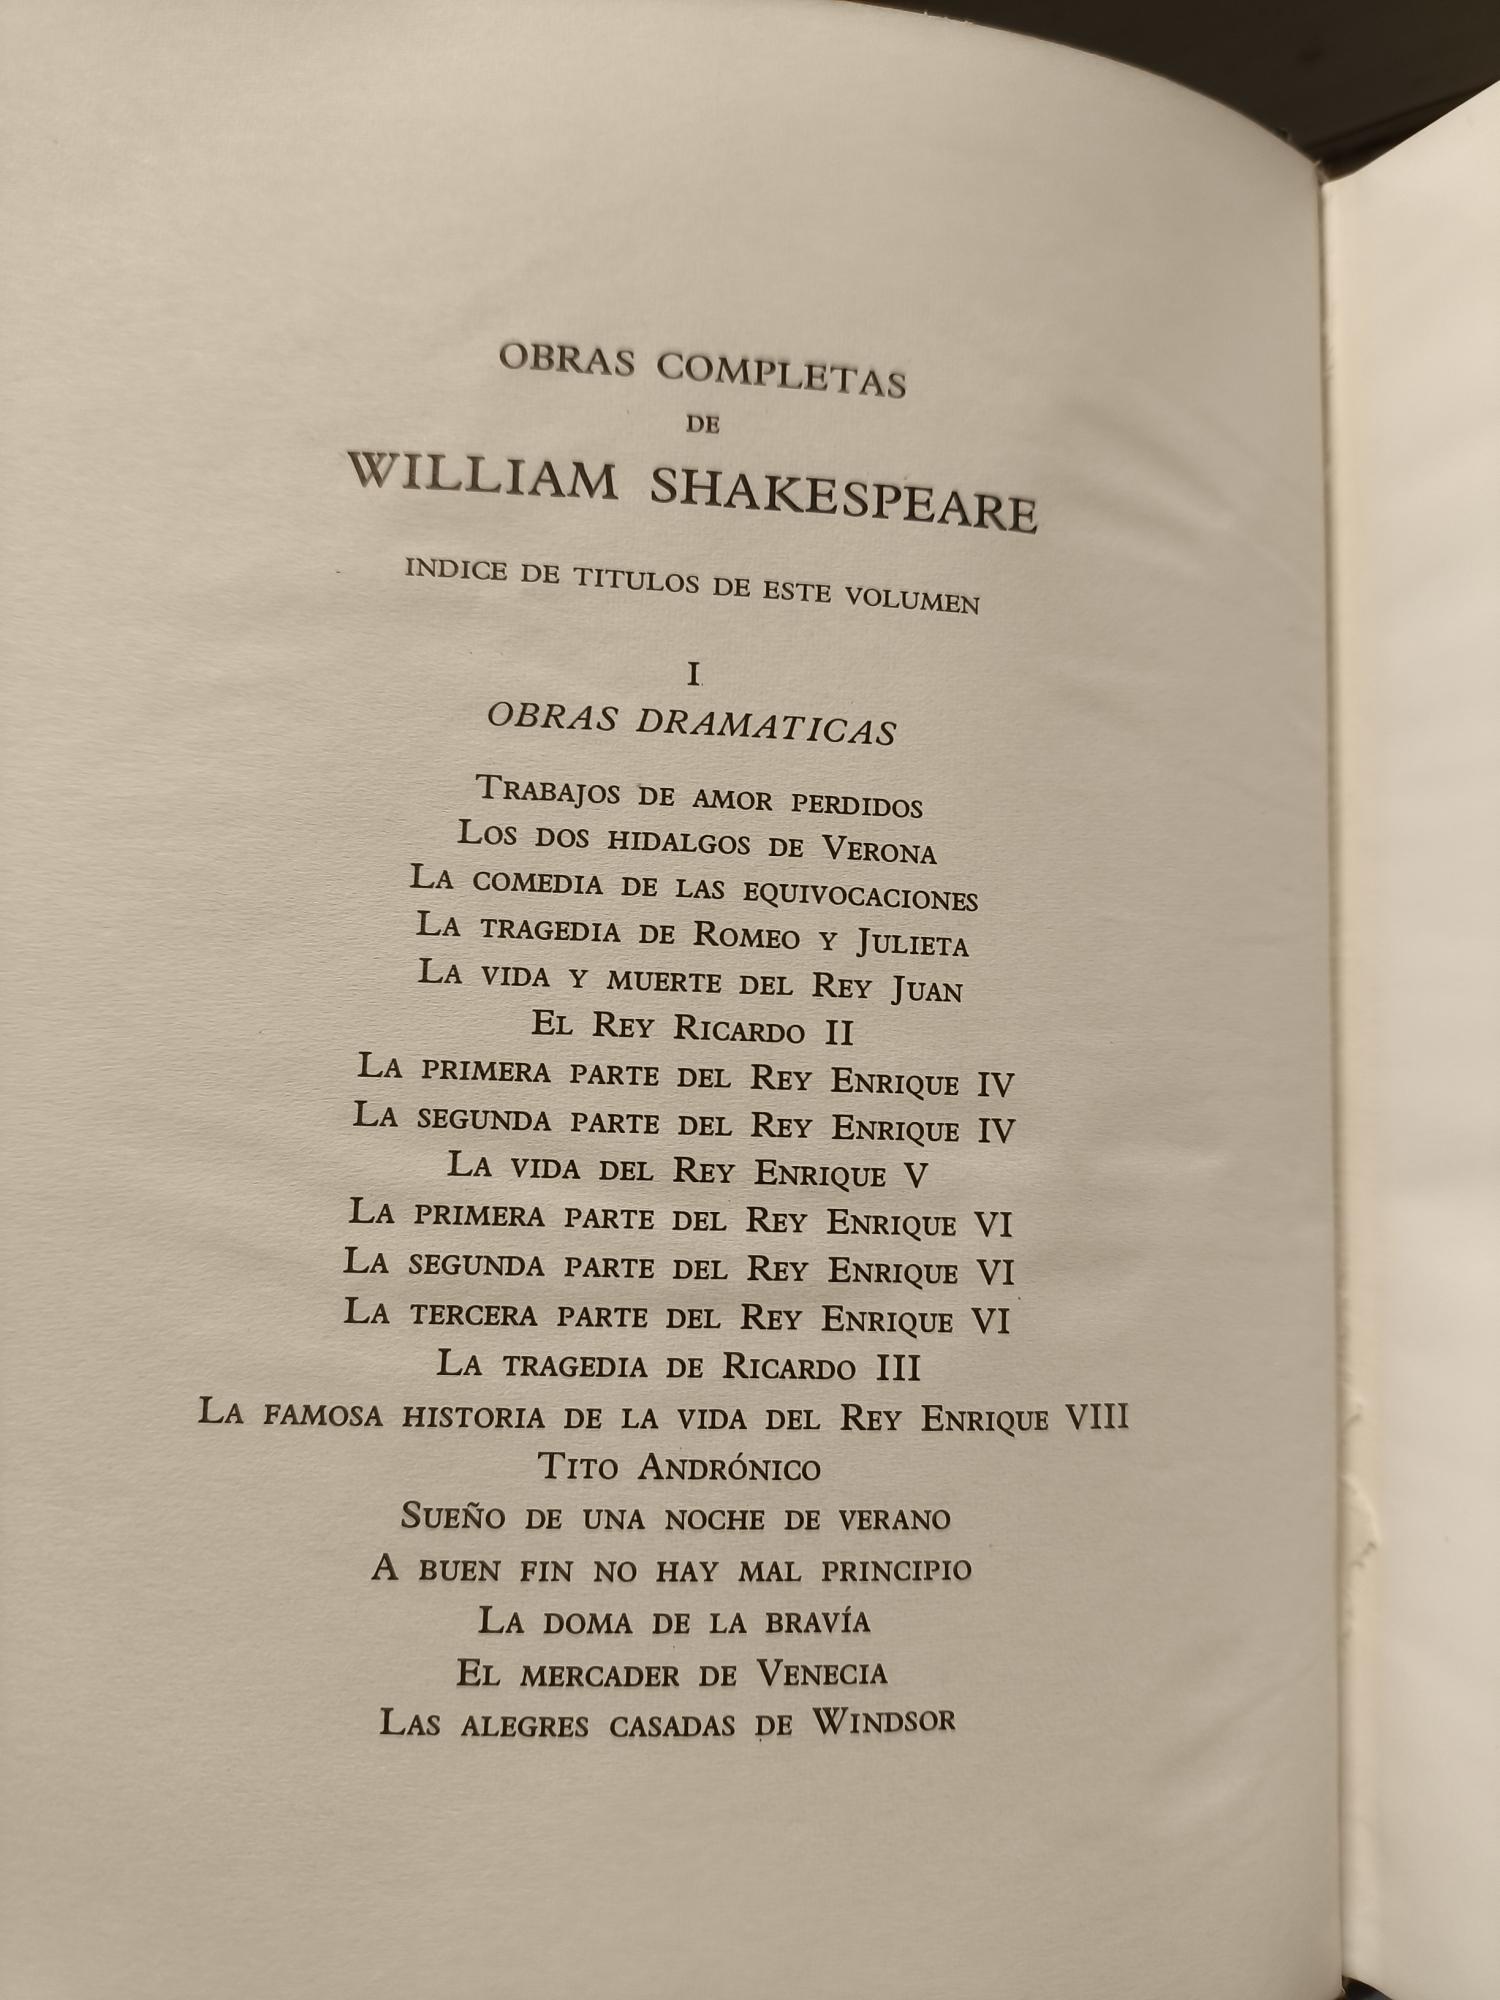 OBRAS COMPLETAS
DE
WILLIAM SHAKESPEARE
INDICE DE TITULOS DE ESTE VOLUMEN
I
OBRAS DRAMATICAS
TRABAJOS DE AMOR PERDIDOS
LOS DOS HIDALGOS DE VERONA
LA COMEDIA DE LAS EQUIVOCACIONES
LA TRAGEDIA DE ROMEO Y JULIETA
LA VIDA Y MUERTE DEL REY JUAN
EL REY RICARDO II
LA PRIMERA PARTE DEL REY ENRIQUE IV
LA SEGUNDA PARTE DEL REY ENRIQUE IV
LA VIDA DEL REY ENRIQUE V
LA PRIMERA PARTE DEL REY ENRIQUE VI
LA SEGUNDA PARTE DEL REY ENRIQUE VI
LA TERCERA PARTE DEL REY ENRIQUE VI
LA TRAGEDIA DE RICARDO III
LA FAMOSA HISTORIA DE LA VIDA DEL REY ENRIQUE VIII
TITO ANDRÓNICO
SUEÑO DE UNA NOCHE DE VERANO
A BUEN FIN NO HAY MAL PRINCIPIO
LA DOMA DE LA BRAVÍA
EL MERCADER DE VENECIA
LAS ALEGRES CASADAS DE WINDSOR